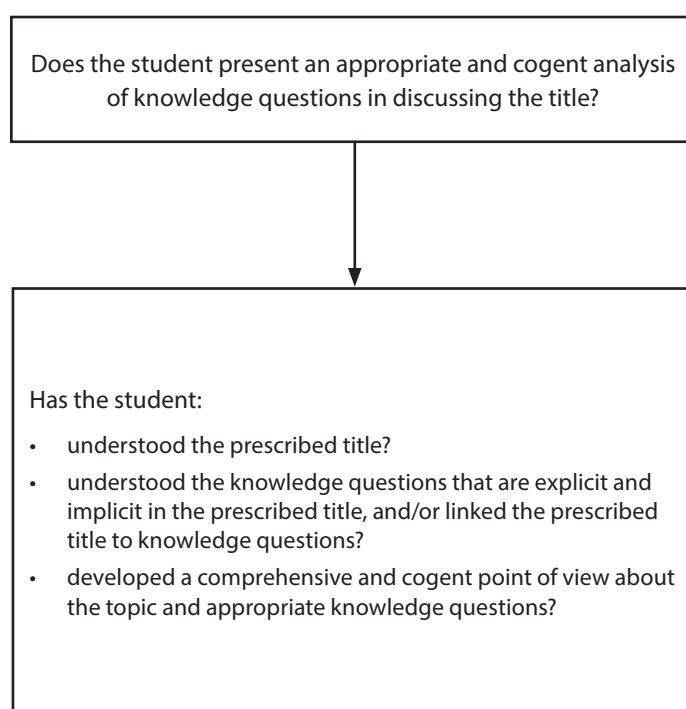 Does the student present an appropriate and cogent analysis
of knowledge questions in discussing the title?
Has the student:
• understood the prescribed title?
• understood the knowledge questions that are explicit and
implicit in the prescribed title, and/or linked the prescribed
title to knowledge questions?
• developed a comprehensive and cogent point of view about
the topic and appropriate knowledge questions?